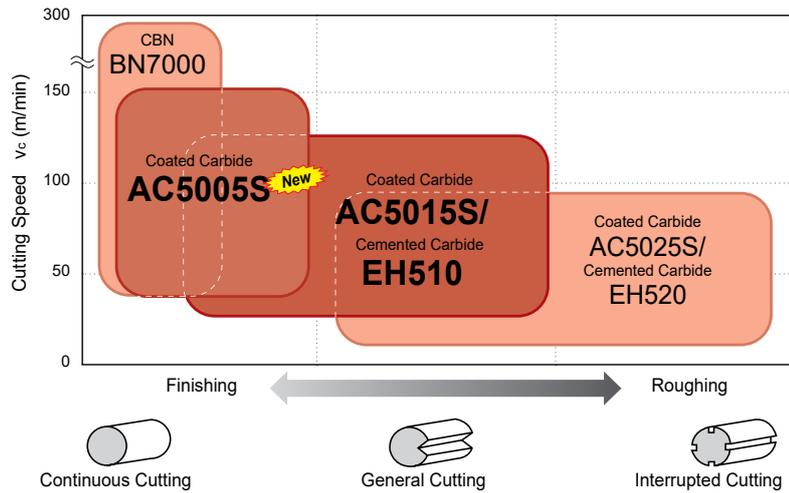 300
150
100
50
0
Cutting Speed vc (m/min)
CBN
BN7000
Coated Carbide
AC5005S
New
Coated Carbide
AC5015S/
Cemented Carbide
EH510
Coated Carbide
AC5025S/
Cemented Carbide
EH520
Finishing
Roughing
Continuous Cutting
General Cutting
Interrupted Cutting